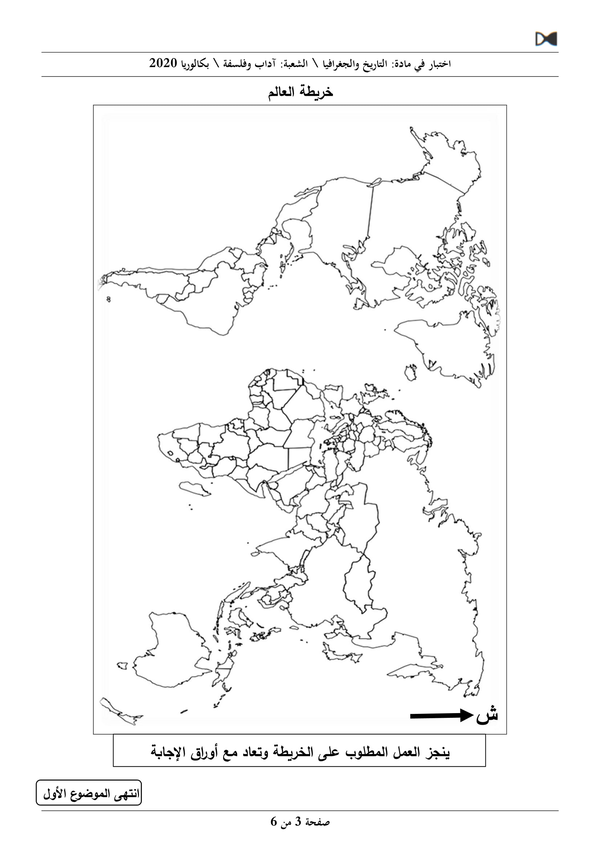 اختبار في مادة: التاريخ والجغرافيا \ الشعبة: آداب وفلسفة \ بكالوريا 2020
خريطة العالم
ش
ينجز العمل المطلوب على الخريطة وتعاد مع أوراق الإجابة
انتهى الموضوع الأول
صفحة 3 من 6